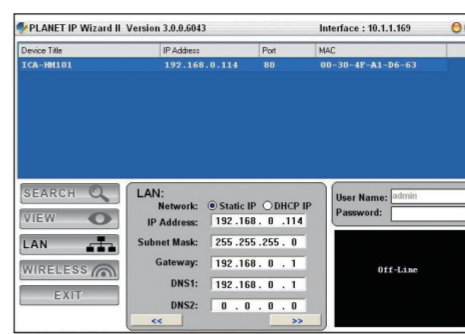 PLANET IP Wizard II Version 3.0.0.6043 Interface : 10.1.1.169
Device Title IP Address Port MAC
ICA-HM101 192.168.0.114 80 00-30-4F-A1-D6-63
SEARCH
VIEW
LAN
WIRELESS
EXIT
LAN:
Network: Static IP DHCP IP
IP Address: 192.168. 0 .114
Subnet Mask: 255.255.255. 0
Gateway: 192.168. 0 . 1
DNS1: 192.168. 0 . 1
DNS2: 0 . 0 . 0 . 0
<< >>
User Name: admin
Password:
Off-Line